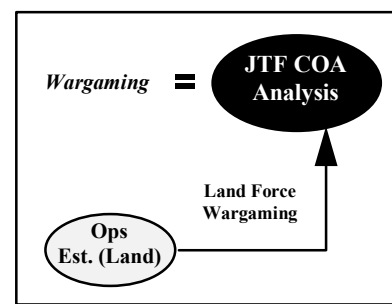 Wargaming =
JTF COA
Analysis
Land Force
Wargaming
Ops
Est. (Land)